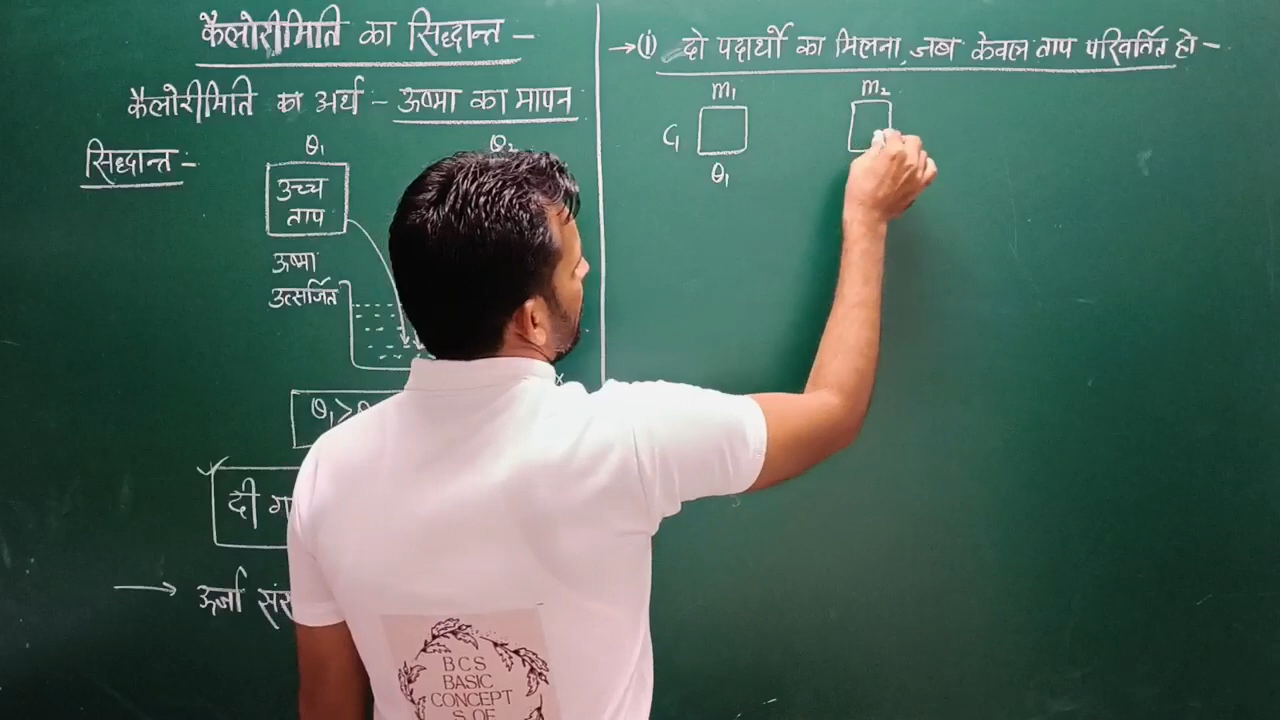 कैलोरीमिति का सिद्धान्त -
कैलोरीमिति का अर्थ - ऊष्मा का मापन
सिद्धान्त -
θ₁
उच्च
ताप
ऊष्मा
उत्सर्जित
θ₁ >
दी
→ ऊर्जा
→ (i) दो पदार्थो का मिलना, जब केवल ताप परिवर्तित हो -
m₁
m₂
C₁
θ₁
BCS
BASIC
CONCEPT
S OF